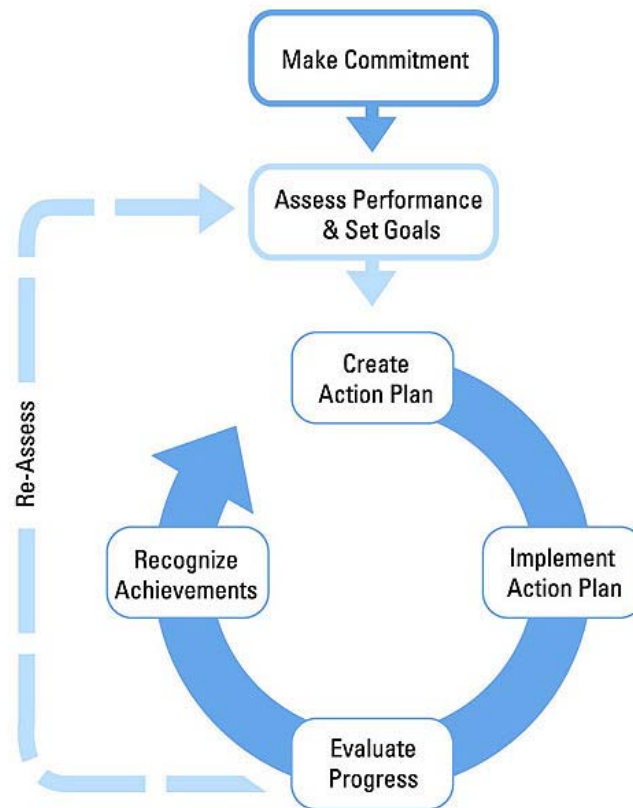 Make Commitment
Assess Performance
& Set Goals
Create
Action Plan
Re-Assess
Recognize
Achievements
Implement
Action Plan
Evaluate
Progress